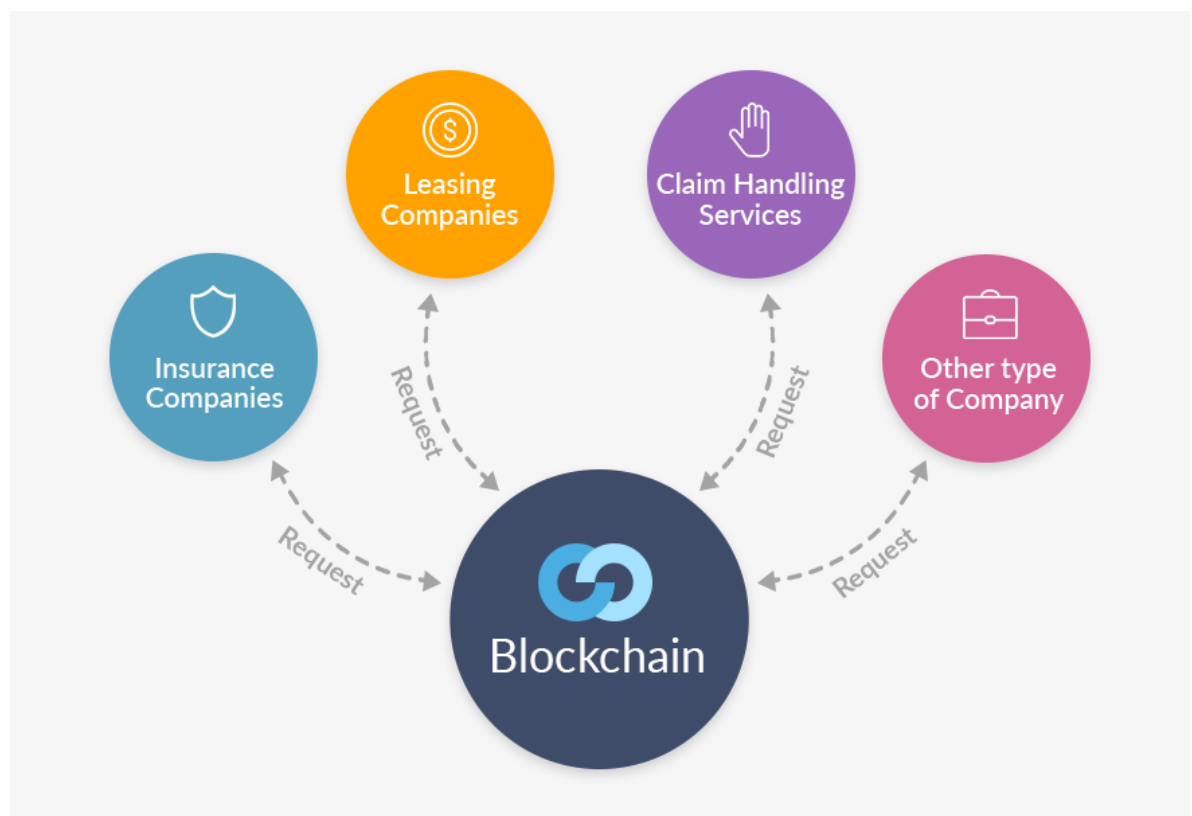 Leasing
Companies
Claim Handling
Services
Insurance
Companies
Other type
of Company
Request
Request
Request
Request
Blockchain